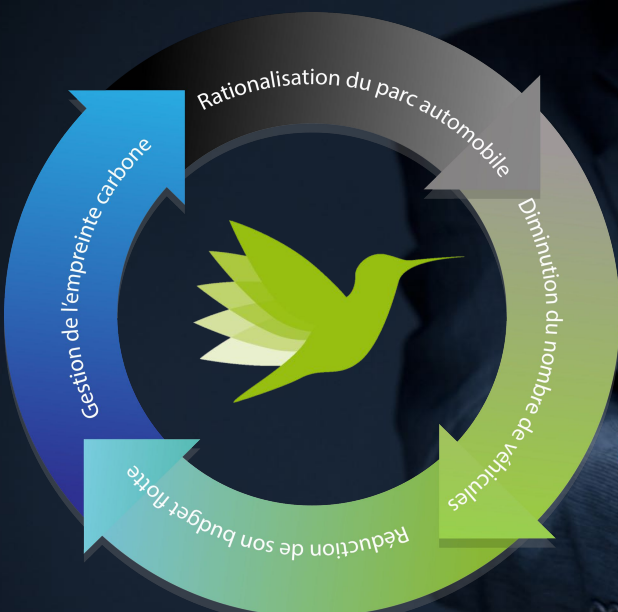 Rationalisation du parc automobile
Diminution du nombre de véhicules
Réduction de son budget flotte
Gestion de l'empreinte carbone